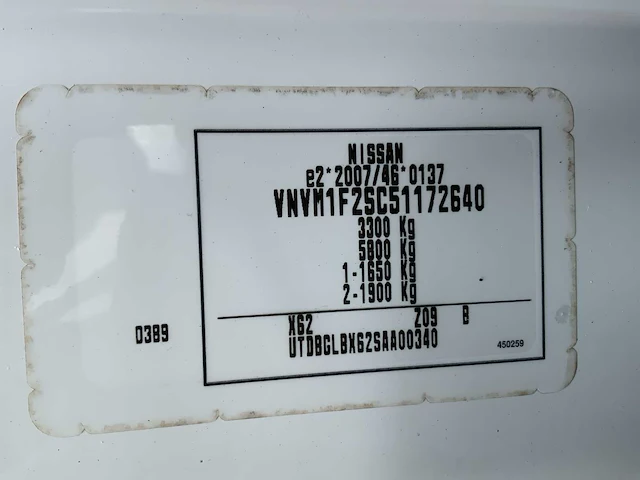 NISSAN
e2*2007/46*0137
VNVM1F2SC51172640
3300 Kg
5800 Kg
1-1650 Kg
2-1900 Kg
X62 Z09 B
UTDBGLBX62SAA00340
450259
03B9